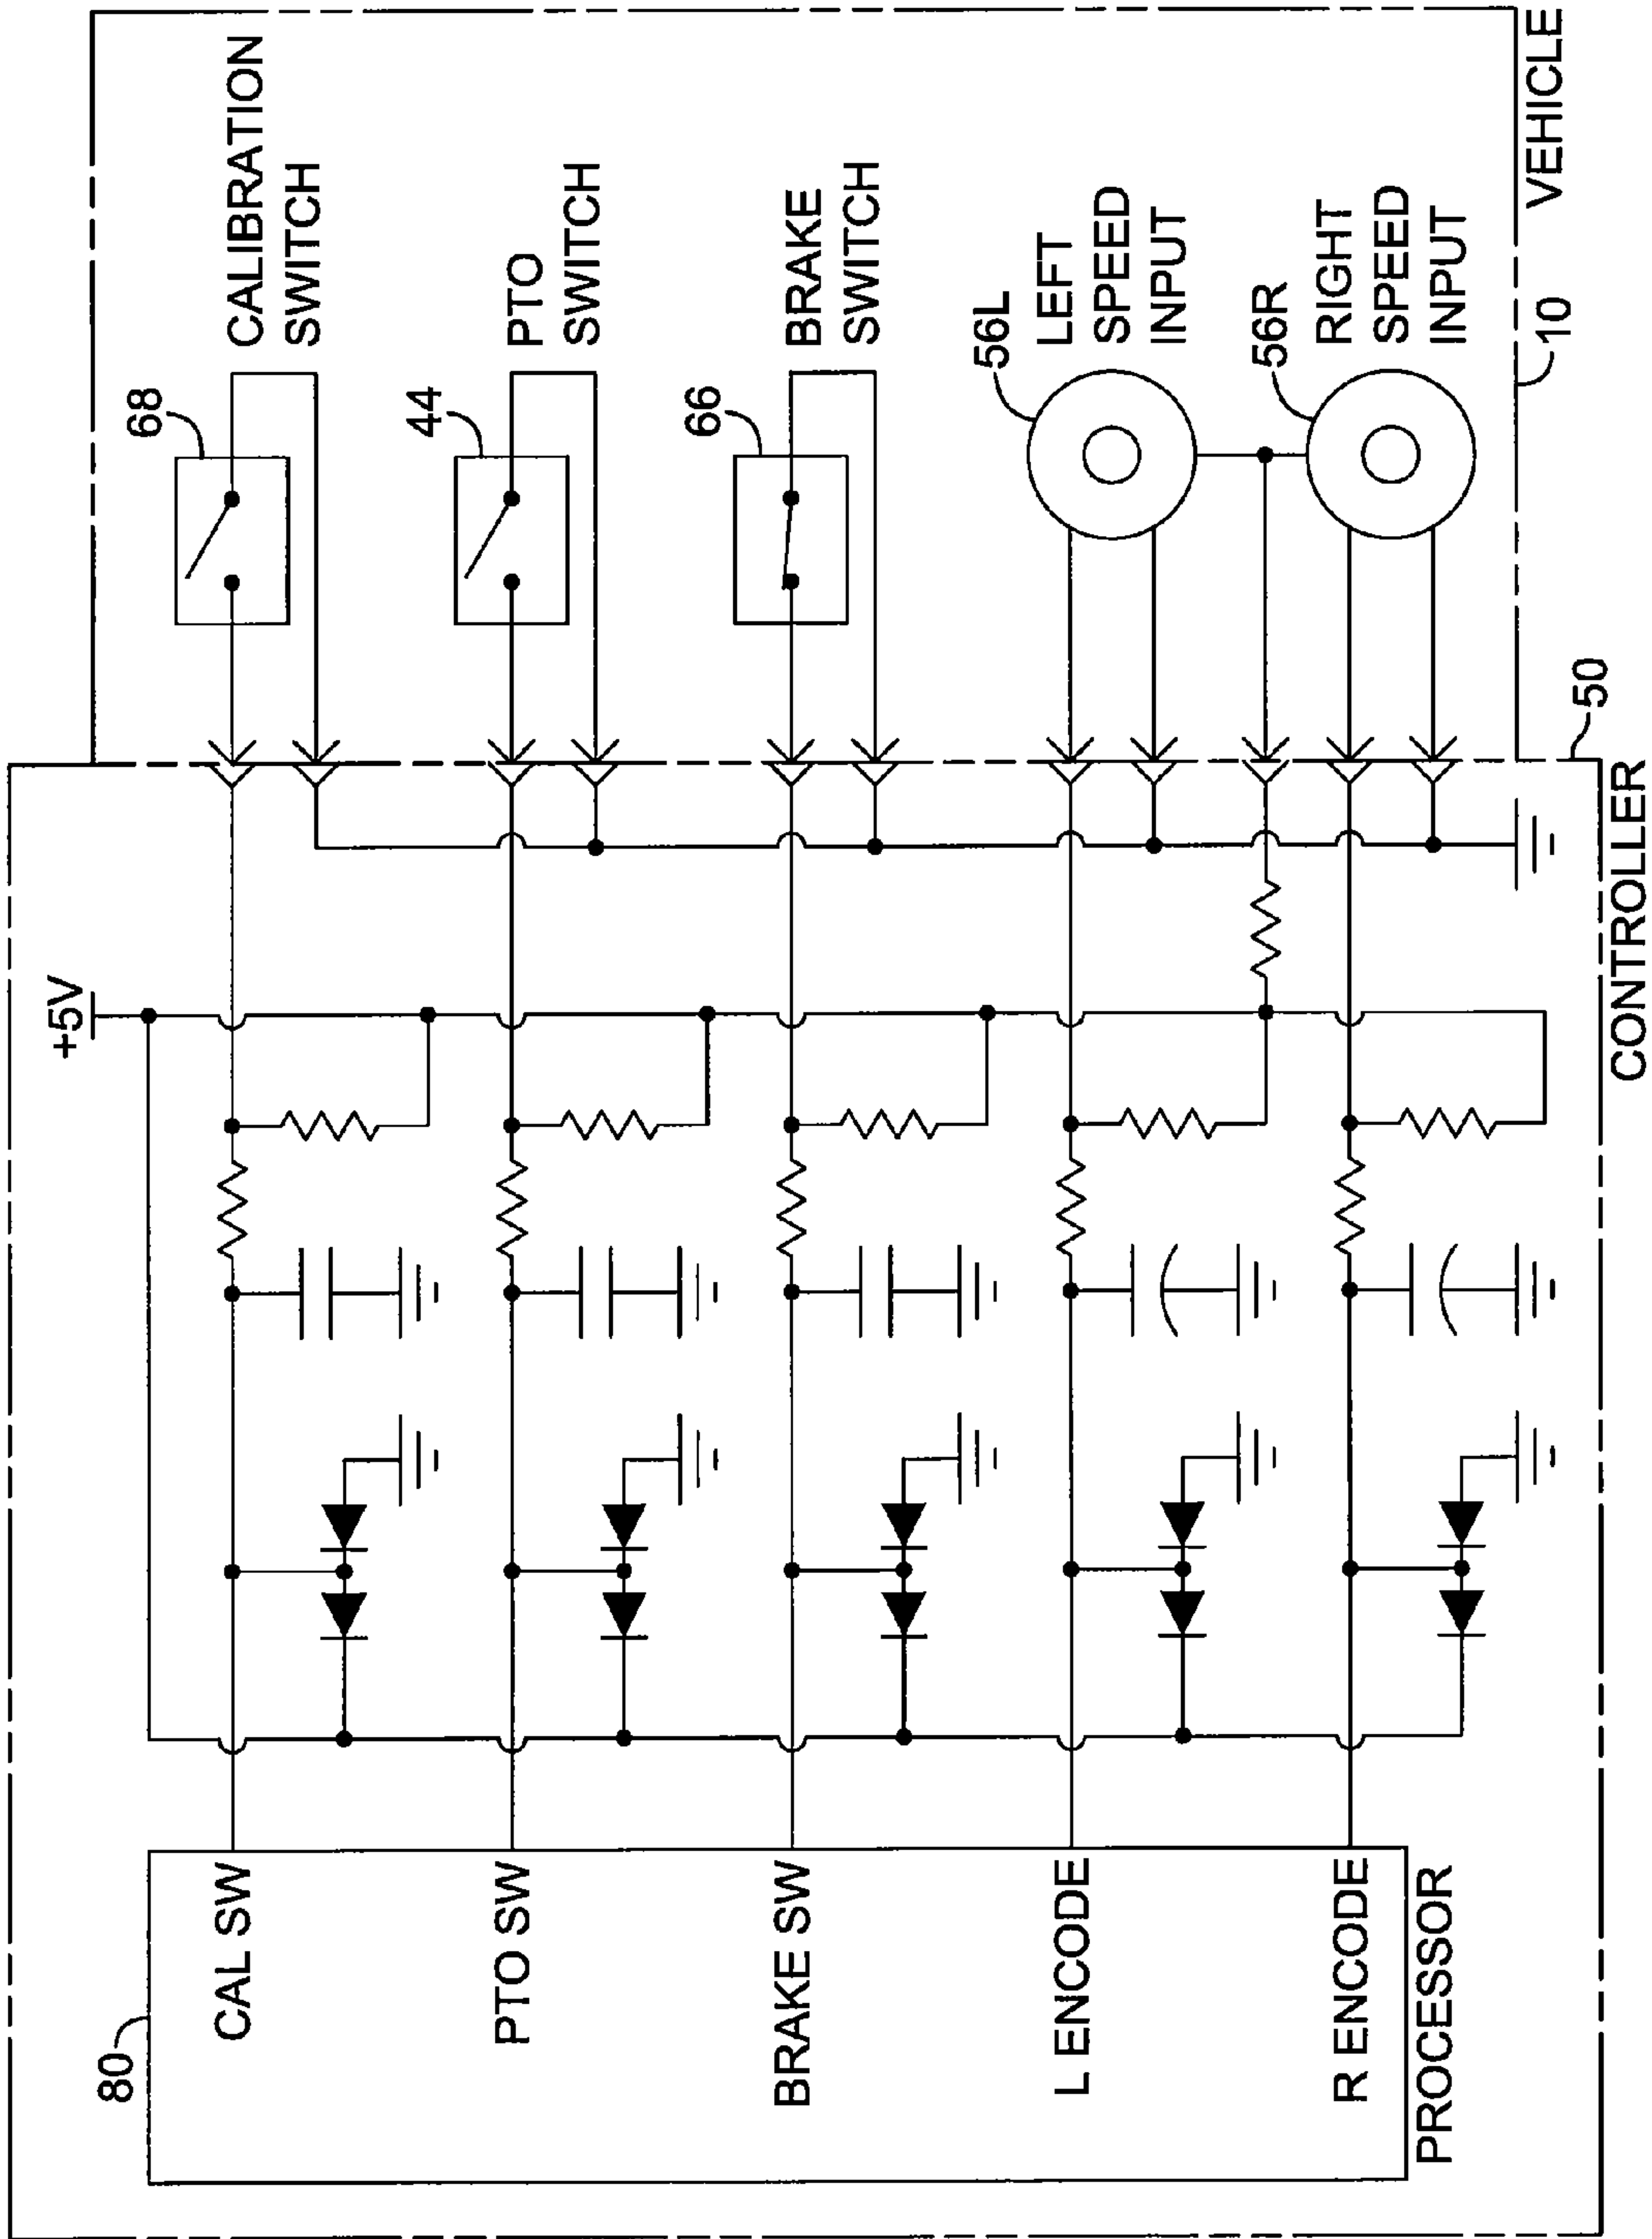 80
CAL SW
PTO SW
BRAKE SW
L ENCODE
R ENCODE
PROCESSOR
+5V
CONTROLLER
50
68
CALIBRATION
SWITCH
44
PTO
SWITCH
66
BRAKE
SWITCH
56L
LEFT
SPEED
INPUT
56R
RIGHT
SPEED
INPUT
10
VEHICLE